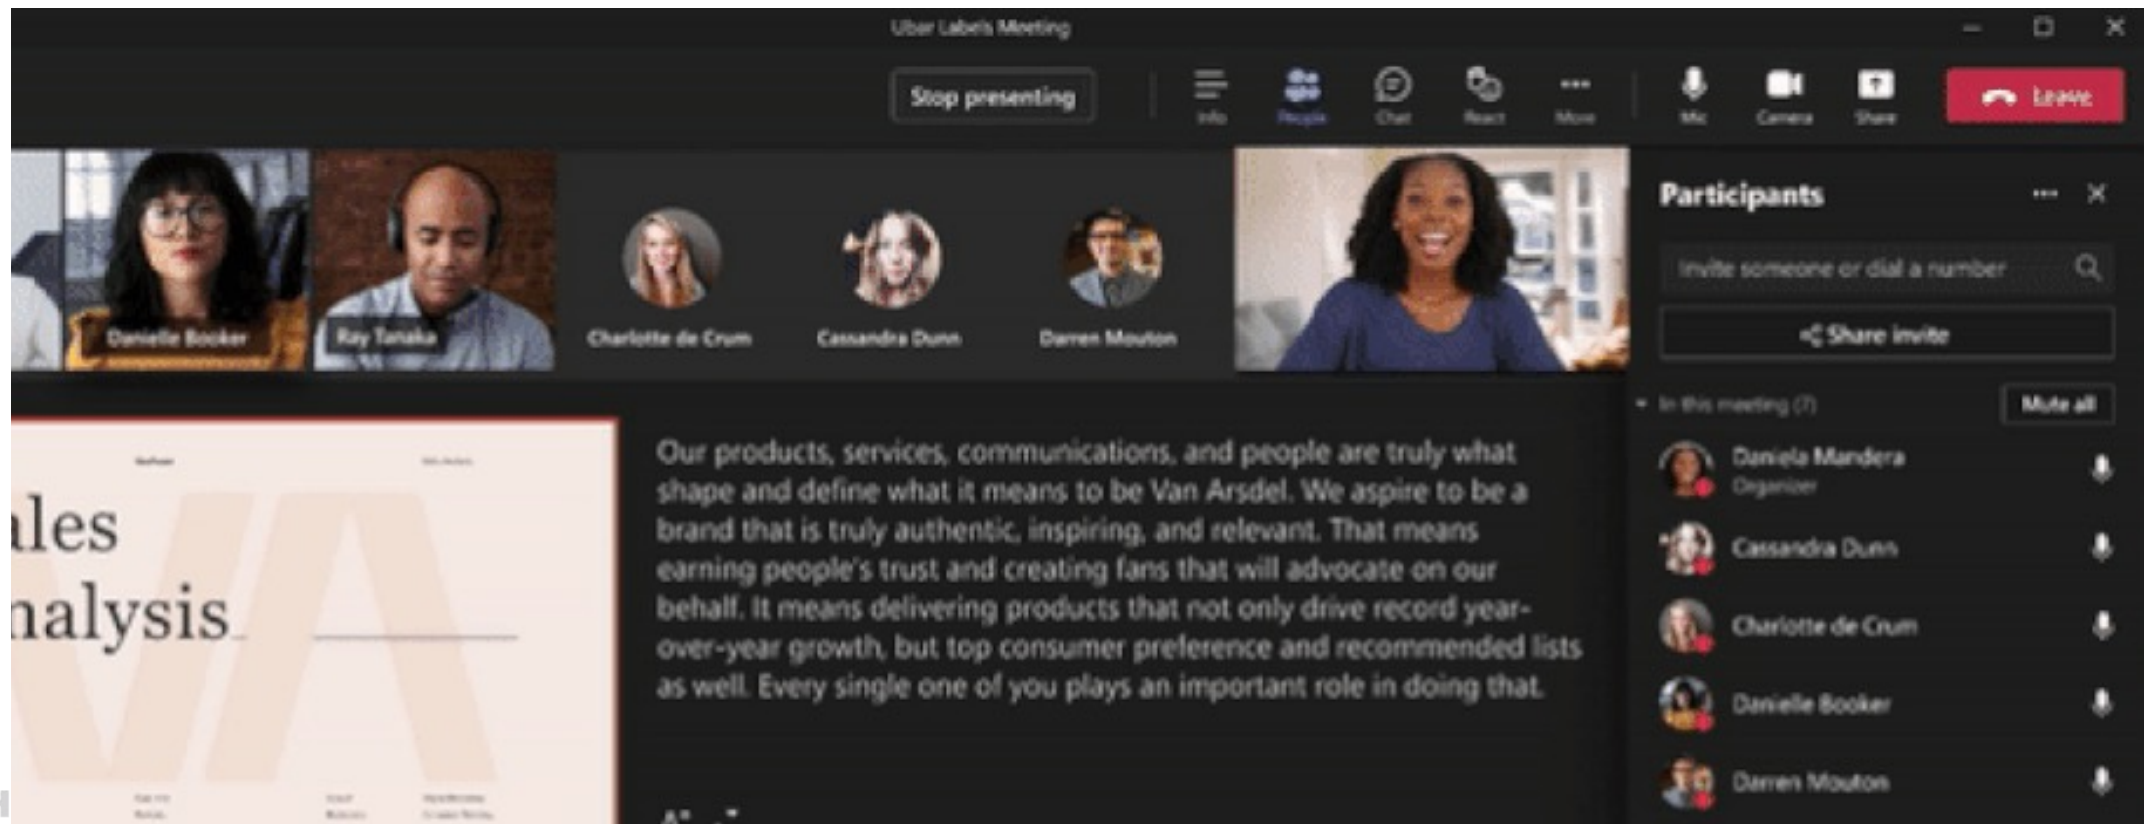 Uber Labels Meeting
Stop presenting
Info
People
Chat
React
More
Mic
Camera
Share
Leave
Danielle Booker
Ray Tanaka
Charlotte de Crum
Cassandra Dunn
Darren Mouton
Participants
Invite someone or dial a number
Share invite
In this meeting (7)
Mute all
Daniela Mandera
Organizer
Cassandra Dunn
Charlotte de Crum
Danielle Booker
Darren Mouton
ales
nalysis
VA
Our products, services, communications, and people are truly what
shape and define what it means to be Van Arsdel. We aspire to be a
brand that is truly authentic, inspiring, and relevant. That means
earning people's trust and creating fans that will advocate on our
behalf. It means delivering products that not only drive record year-
over-year growth, but top consumer preference and recommended lists
as well. Every single one of you plays an important role in doing that.